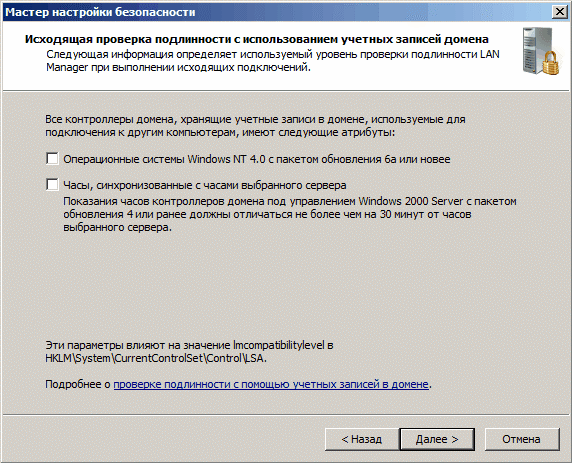 Мастер настройки безопасности
Исходящая проверка подлинности с использованием учетных записей домена
Следующая информация определяет используемый уровень проверки подлинности LAN
Manager при выполнении исходящих подключений.
Все контроллеры домена, хранящие учетные записи в домене, используемые для
подключения к другим компьютерам, имеют следующие атрибуты:
Операционные системы Windows NT 4.0 с пакетом обновления 6a или новее
Часы, синхронизованные с часами выбранного сервера
Показания часов контроллеров домена под управлением Windows 2000 Server с пакетом
обновления 4 или ранее должны отличаться не более чем на 30 минут от часов
выбранного сервера.
Эти параметры влияют на значение lmcompatibilitylevel в
HKLM\System\CurrentControlSet\Control\LSA.
Подробнее о проверке подлинности с помощью учетных записей в домене.
< Назад
Далее >
Отмена